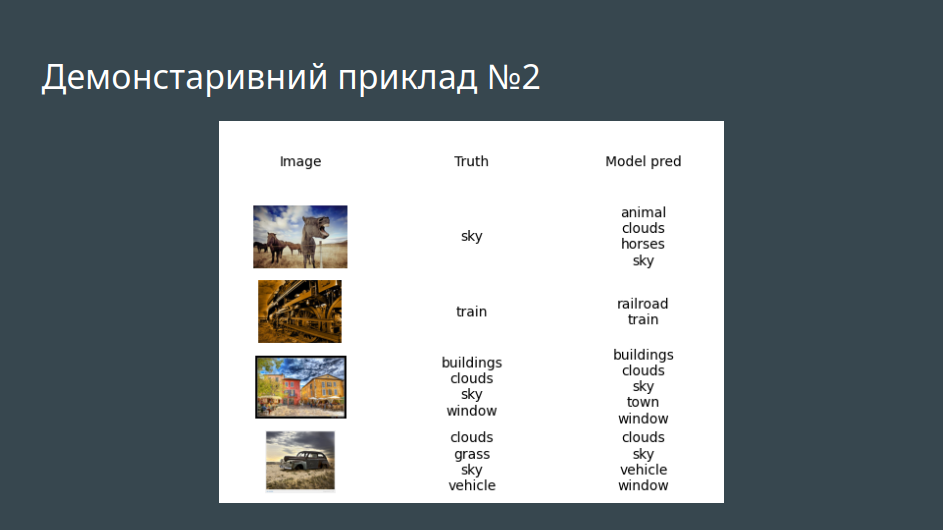 Демонстаривний приклад №2
Image Truth Model pred
sky
animal
clouds
horses
sky
train
railroad
train
buildings
clouds
sky
window
buildings
clouds
sky
town
window
clouds
grass
sky
vehicle
clouds
sky
vehicle
window